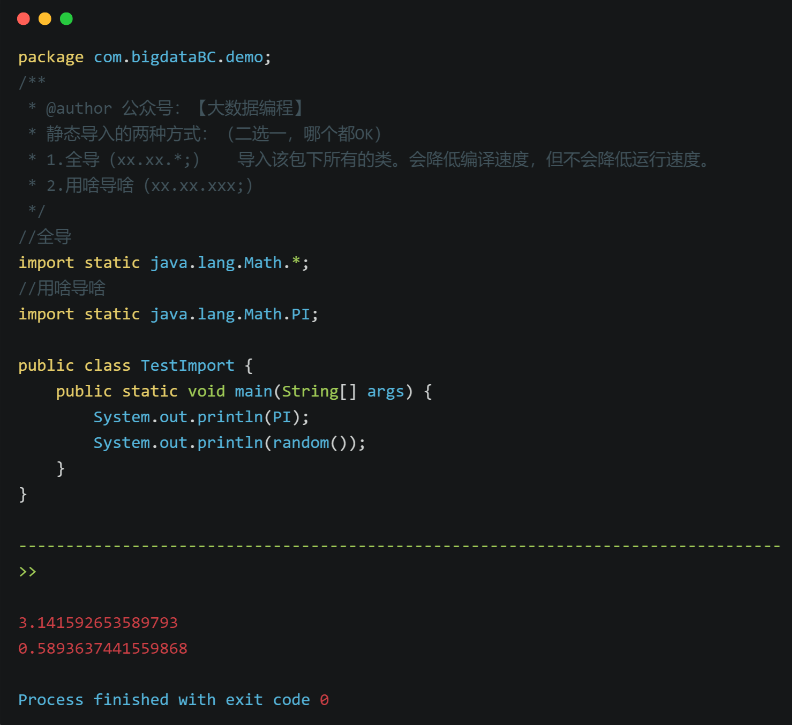 package com.bigdataBC.demo;
/**
 * @author 公众号：【大数据编程】
 * 静态导入的两种方式：（二选一，哪个都OK）
 * 1.全导（xx.xx.*;）   导入该包下所有的类。会降低编译速度，但不会降低运行速度。
 * 2.用啥导啥（xx.xx.xxx;）
 */
//全导
import static java.lang.Math.*;
//用啥导啥
import static java.lang.Math.PI;
public class TestImport {
    public static void main(String[] args) {
        System.out.println(PI);
        System.out.println(random());
    }
}
---------------------------------------------------------------------------------
>>
3.141592653589793
0.5893637441559868
Process finished with exit code 0